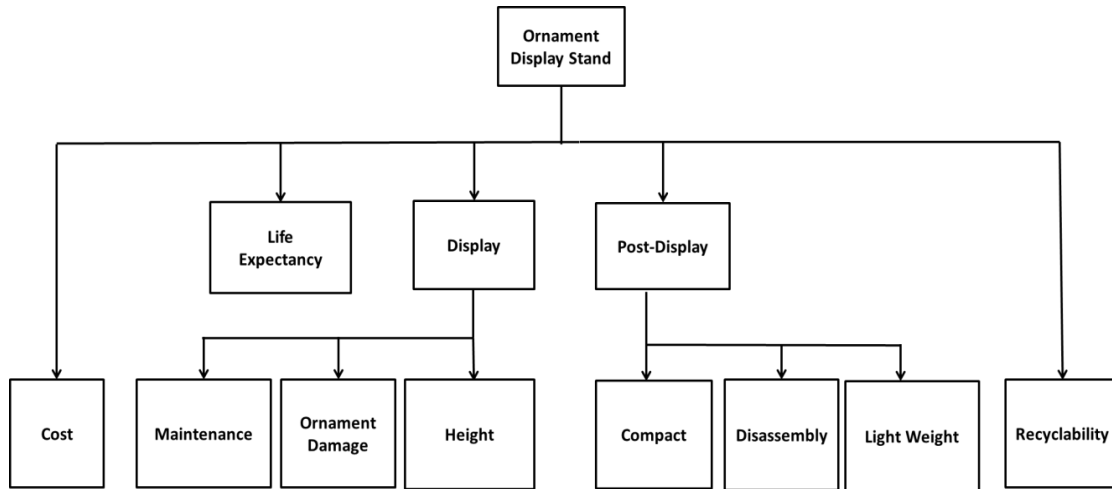 Ornament
Display Stand
Life
Expectancy
Display
Post-Display
Cost
Maintenance
Ornament
Damage
Height
Compact
Disassembly
Light Weight
Recyclability